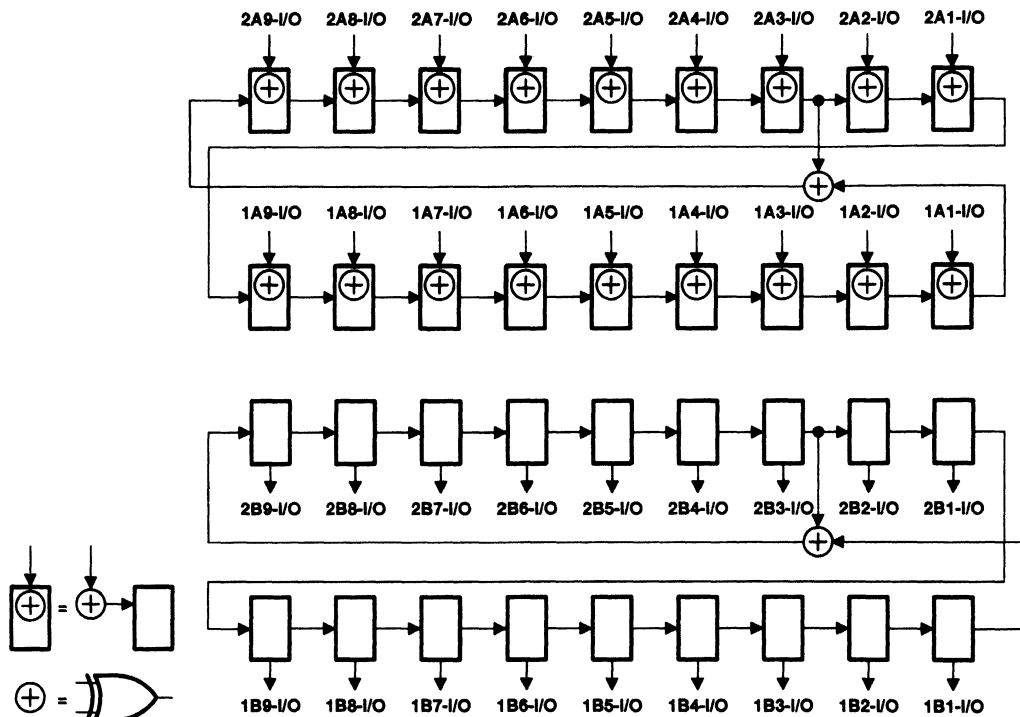 2A9-I/O 2A8-I/O 2A7-I/O 2A6-I/O 2A5-I/O 2A4-I/O 2A3-I/O 2A2-I/O 2A1-I/O
1A9-I/O 1A8-I/O 1A7-I/O 1A6-I/O 1A5-I/O 1A4-I/O 1A3-I/O 1A2-I/O 1A1-I/O
2B9-I/O 2B8-I/O 2B7-I/O 2B6-I/O 2B5-I/O 2B4-I/O 2B3-I/O 2B2-I/O 2B1-I/O
=
=
1B9-I/O 1B8-I/O 1B7-I/O 1B6-I/O 1B5-I/O 1B4-I/O 1B3-I/O 1B2-I/O 1B1-I/O